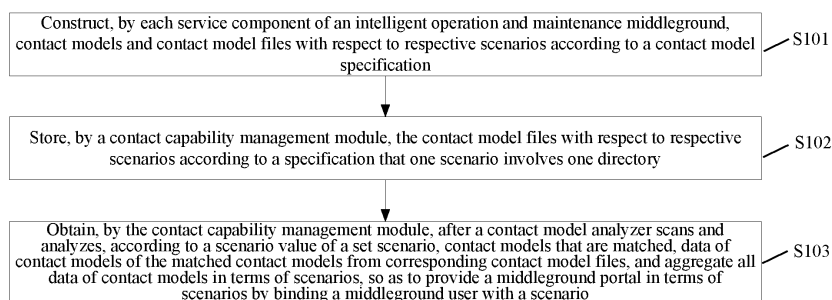 Construct, by each service component of an intelligent operation and maintenance middleground,
contact models and contact model files with respect to respective scenarios according to a contact model
specification
S101
Store, by a contact capability management module, the contact model files with respect to respective
scenarios according to a specification that one scenario involves one directory
S102
Obtain, by the contact capability management module, after a contact model analyzer scans and
analyzes, according to a scenario value of a set scenario, contact models that are matched, data of
contact models of the matched contact models from corresponding contact model files, and aggregate all
data of contact models in terms of scenarios, so as to provide a middleground portal in terms of
scenarios by binding a middleground user with a scenario
S103